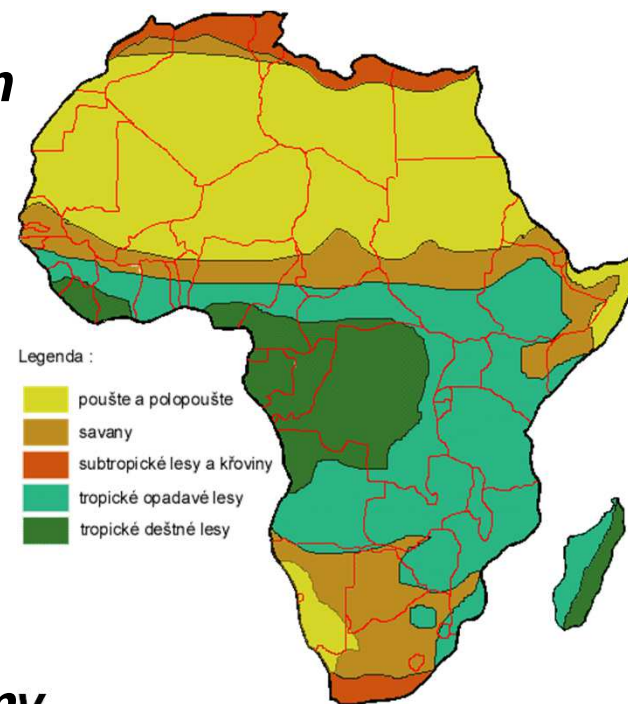 Legenda :
pouště a polopouště
savany
subtropické lesy a křoviny
tropické opadavé lesy
tropické deštné lesy